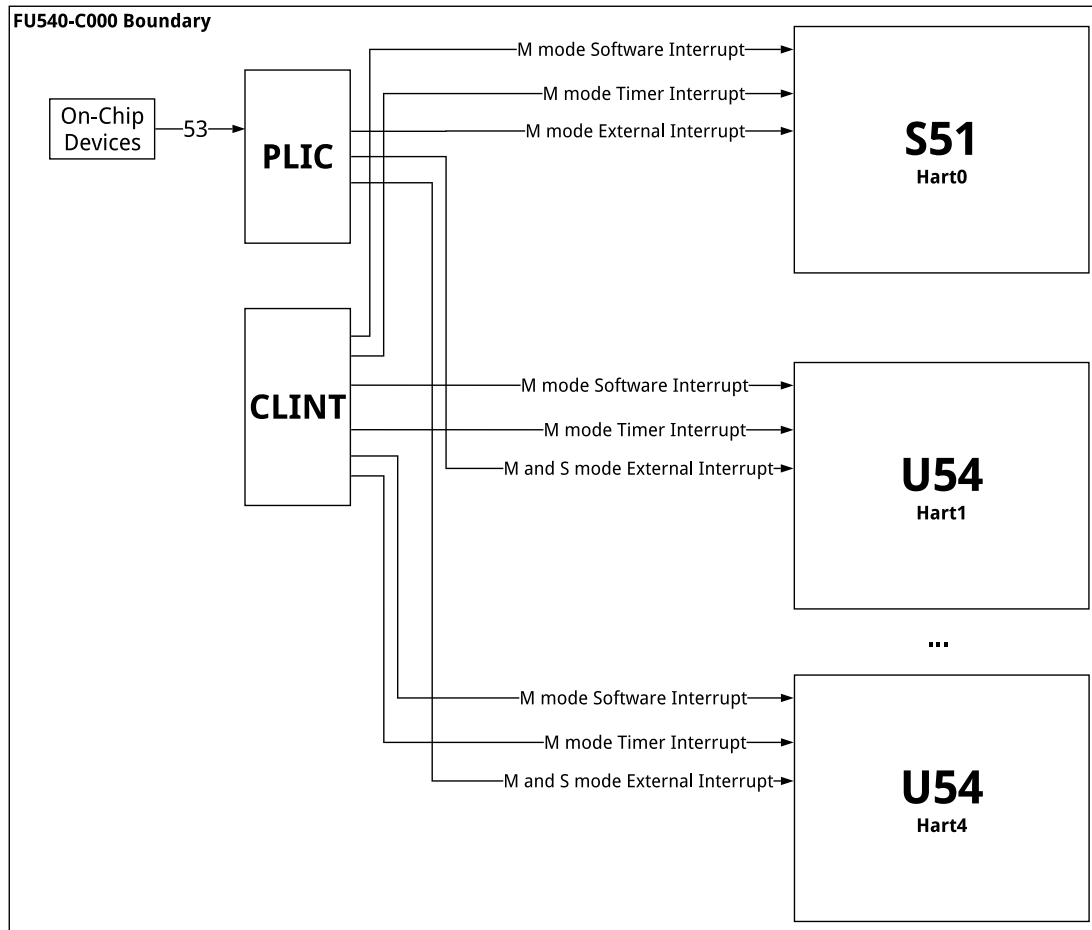 FU540-C000 Boundary
M mode Software Interrupt
M mode Timer Interrupt
On-Chip
Devices
53
M mode External Interrupt
PLIC
S51
Hart0
CLINT
M mode Software Interrupt
M mode Timer Interrupt
M and S mode External Interrupt
U54
Hart1
...
M mode Software Interrupt
M mode Timer Interrupt
M and S mode External Interrupt
U54
Hart4